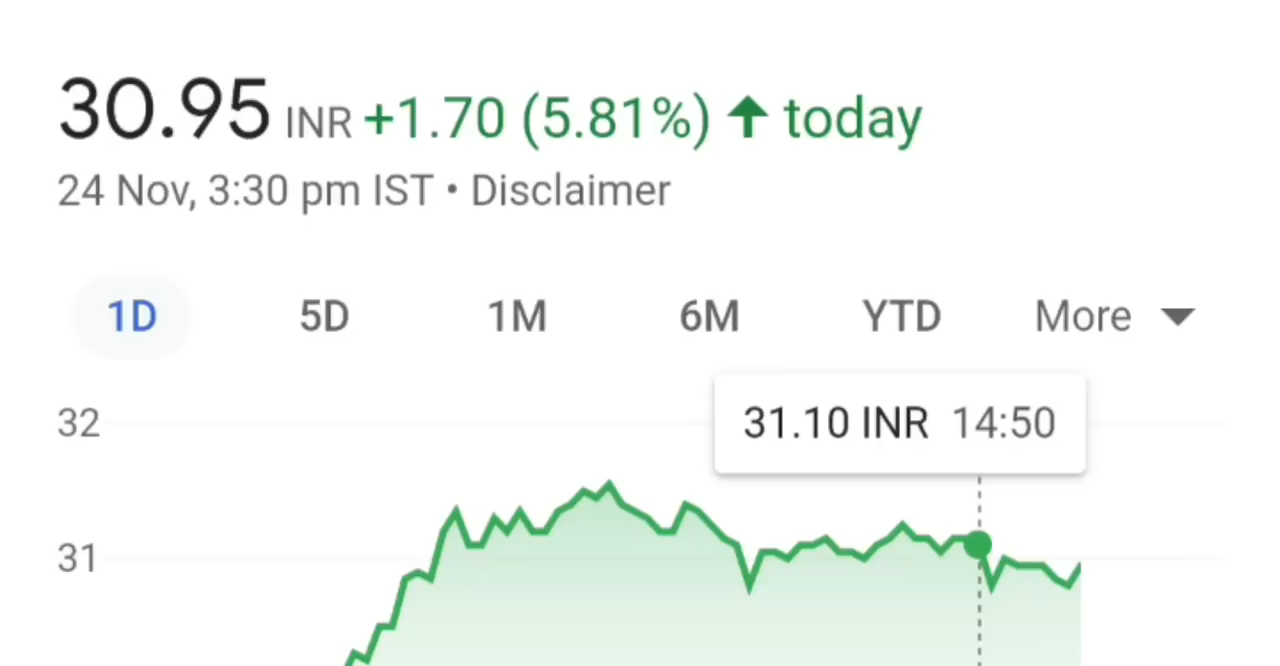 30.95 INR +1.70 (5.81%) ↑ today
24 Nov, 3:30 pm IST • Disclaimer
1D 5D 1M 6M YTD More
32
31.10 INR 14:50
31